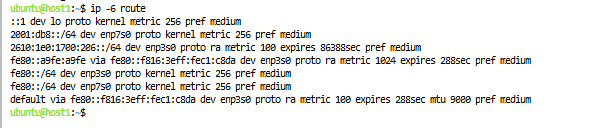 ubuntu@host1:~$ ip -6 route
::1 dev lo proto kernel metric 256 pref medium
2001:db8::/64 dev enp7s0 proto kernel metric 256 pref medium
2610:1e0:1700:206::/64 dev enp3s0 proto ra metric 100 expires 86388sec pref medium
fe80::a9fe:a9fe via fe80::f816:3eff:fec1:c8da dev enp3s0 proto ra metric 1024 expires 288sec pref medium
fe80::/64 dev enp3s0 proto kernel metric 256 pref medium
fe80::/64 dev enp7s0 proto kernel metric 256 pref medium
default via fe80::f816:3eff:fec1:c8da dev enp3s0 proto ra metric 100 expires 288sec mtu 9000 pref medium
ubuntu@host1:~$